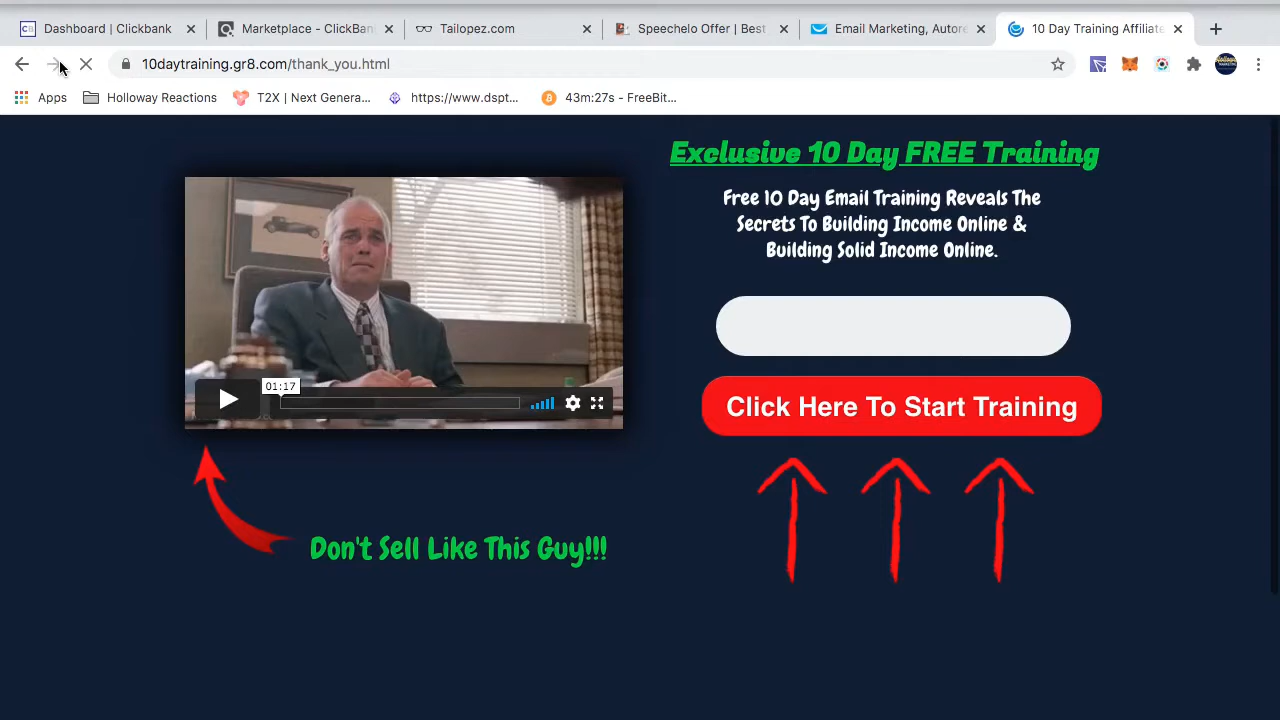 Dashboard | Clickbank
Marketplace - ClickBan
Tailopez.com
Speechelo Offer | Best
Email Marketing, Autore
10 Day Training Affiliate
10daytraining.gr8.com/thank_you.html
Apps
Holloway Reactions
T2X | Next Genera...
https://www.dspt...
43m:27s - FreeBit...
Exclusive 10 Day FREE Training
Free 10 Day Email Training Reveals The
Secrets To Building Income Online &
Building Solid Income Online.
01:17
Click Here To Start Training
Don't Sell Like This Guy!!!